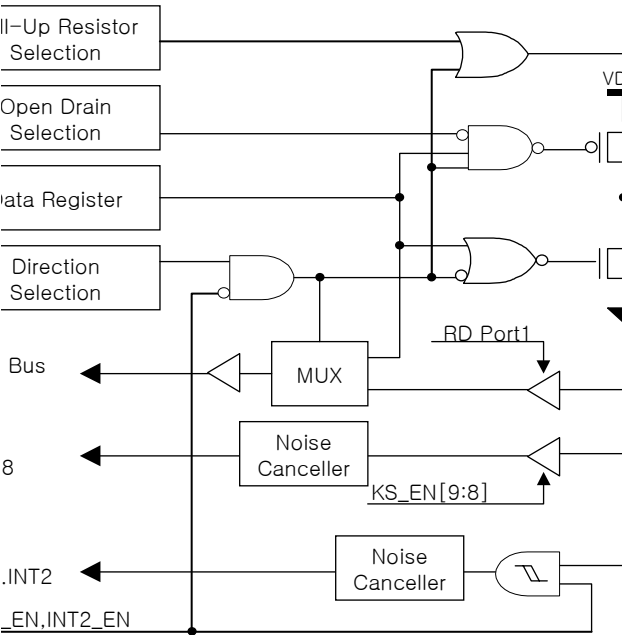 ll-Up Resistor
Selection
VD
Open Drain
Selection
ata Register
Direction
Selection
RD Port1
Bus
MUX
Noise
Canceller
8
KS_EN[9:8]
Noise
Canceller
.INT2
_EN,INT2_EN